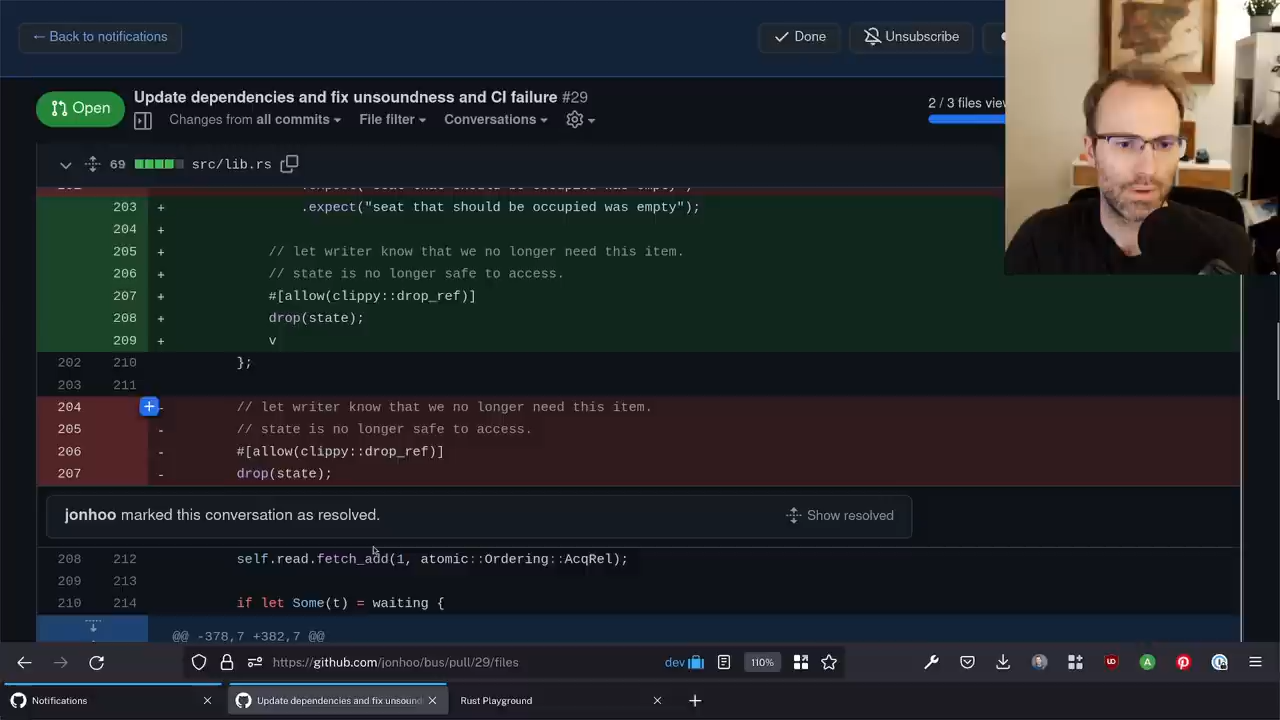 ← Back to notifications
Done
Unsubscribe
Open
Update dependencies and fix unsoundness and CI failure #29
Changes from all commits
File filter
Conversations
2 / 3 files view
69
src/lib.rs
203 + .expect("seat that should be occupied was empty");
204 +
205 + // let writer know that we no longer need this item.
206 + // state is no longer safe to access.
207 + #[allow(clippy::drop_ref)]
208 + drop(state);
209 + v
202 210 };
203 211
204 - // let writer know that we no longer need this item.
205 - // state is no longer safe to access.
206 - #[allow(clippy::drop_ref)]
207 - drop(state);
jonhoo marked this conversation as resolved.
Show resolved
208 212 self.read.fetch_add(1, atomic::Ordering::AcqRel);
209 213
210 214 if let Some(t) = waiting {
@@ -378,7 +382,7 @@
https://github.com/jonhoo/bus/pull/29/files
dev
110%
Notifications
Update dependencies and fix unsound
Rust Playground